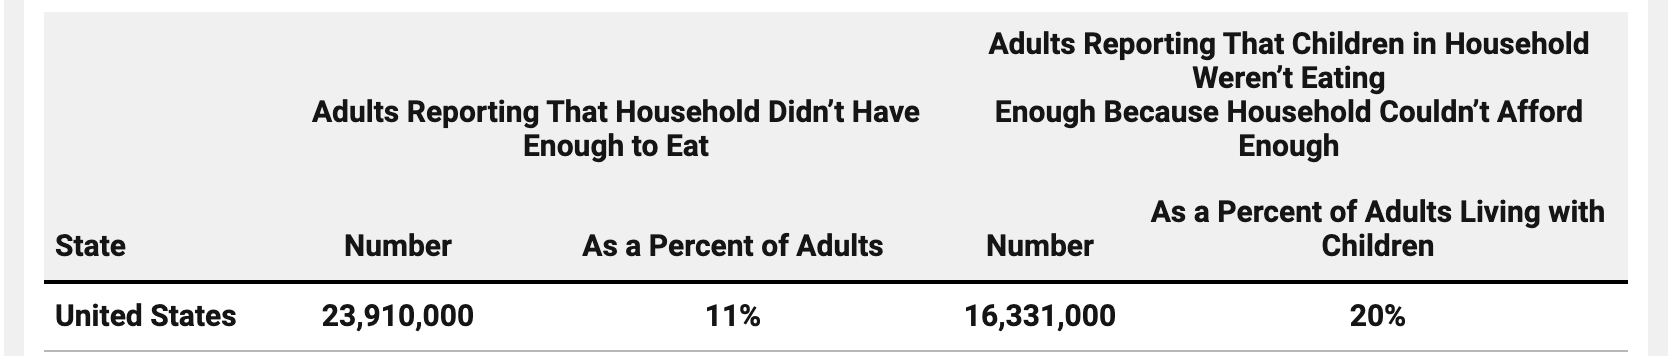 Adults Reporting That Household Didn’t Have
Enough to Eat
Adults Reporting That Children in Household
Weren’t Eating
Enough Because Household Couldn’t Afford
Enough
State
Number
As a Percent of Adults
Number
As a Percent of Adults Living with
Children
United States 23,910,000 11% 16,331,000 20%